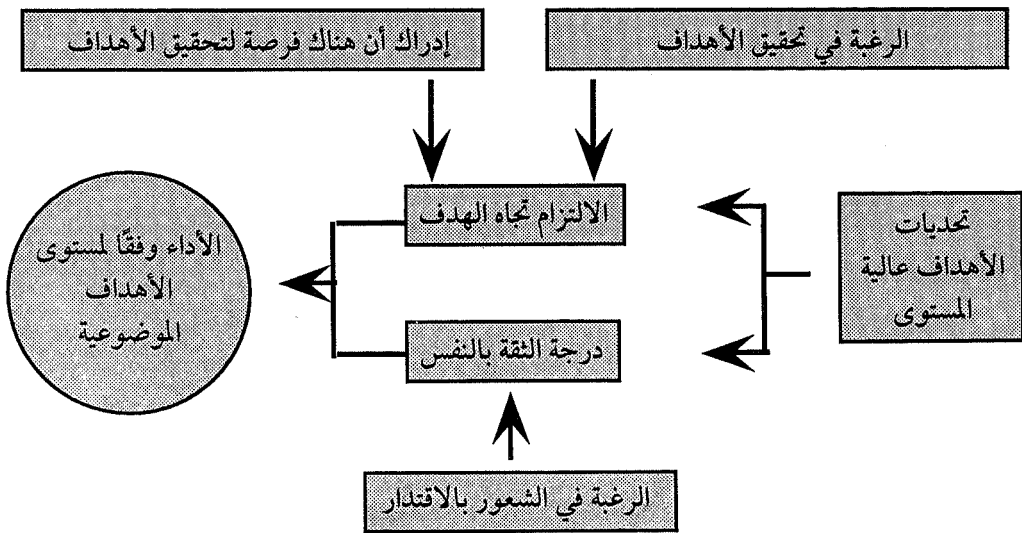 الرغبة في تحقيق الأهداف
إدراك أن هناك فرصة لتحقيق الأهداف
تحديات
الأهداف عالية
المستوى
الالتزام تجاه الهدف
درجة الثقة بالنفس
الأداء وفقًا لمستوى
الأهداف
الموضوعية
الرغبة في الشعور بالاقتدار